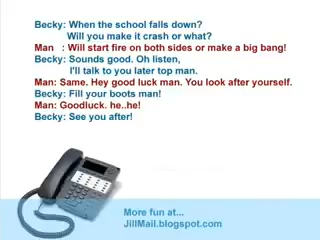 Becky: When the school falls down?
Will you make it crash or what?
Man : Will start fire on both sides or make a big bang!
Becky: Sounds good. Oh listen,
I'll talk to you later top man.
Man: Same. Hey good luck man. You look after yourself.
Becky: Fill your boots man!
Man: Goodluck. he..he!
Becky: See you after!
More fun at...
JillMail.blogspot.com